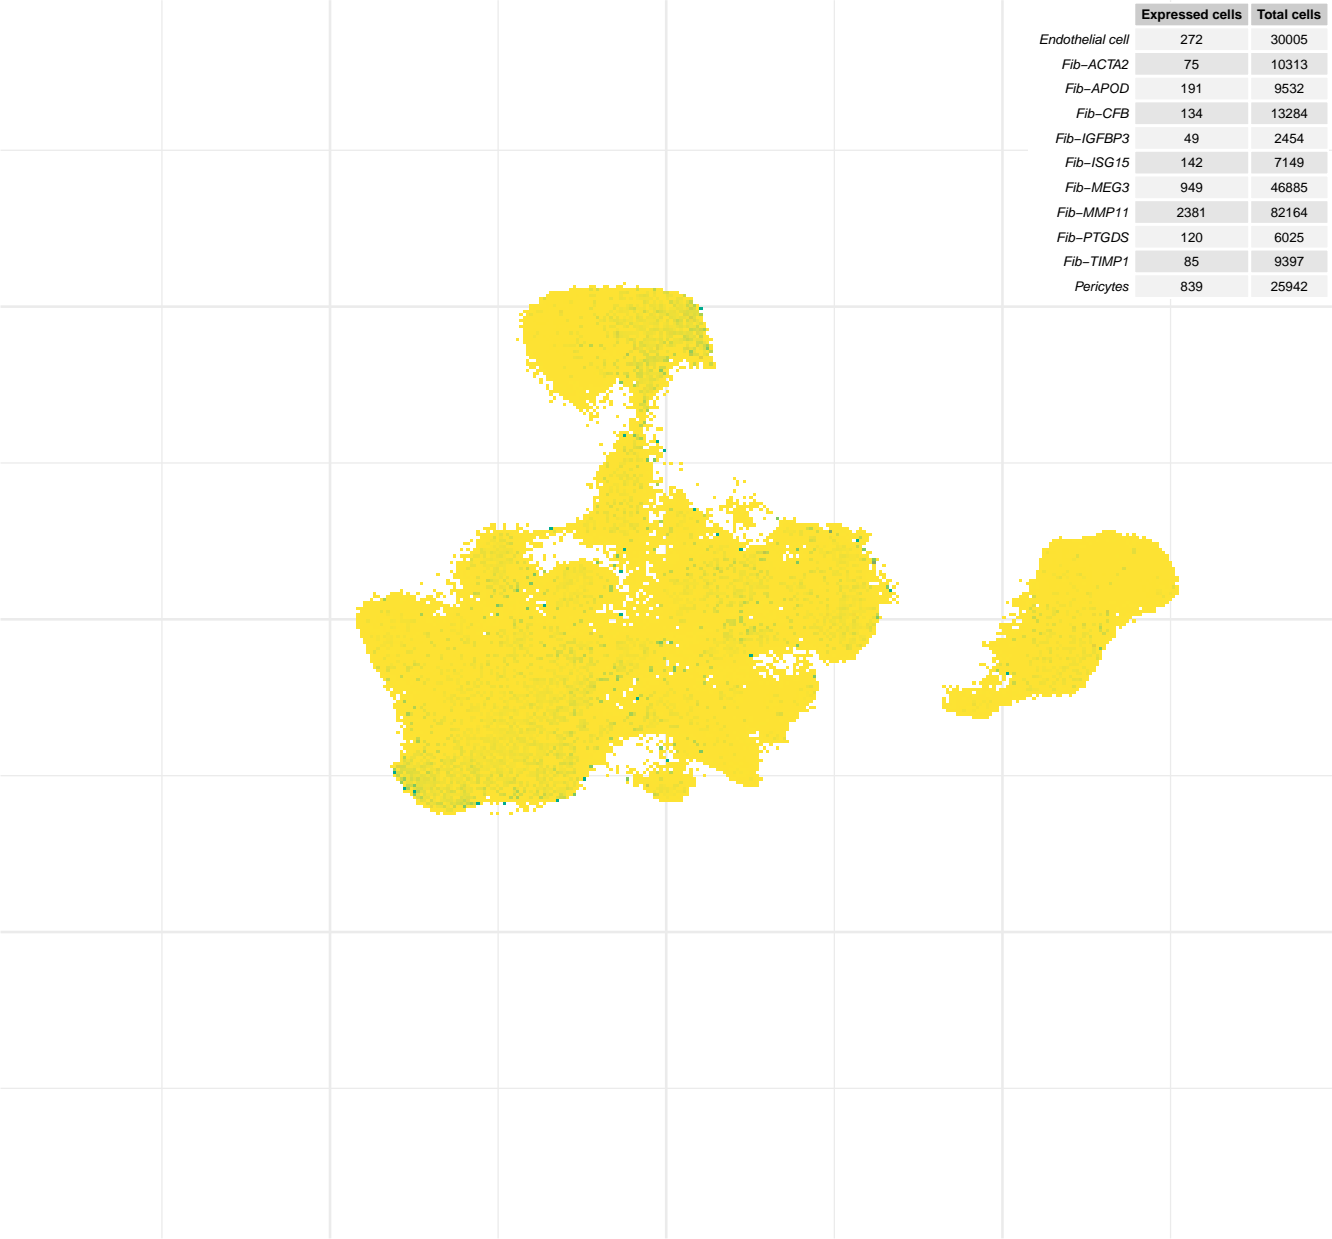 Expressed cells Total cells
Endothelial cell 272 30005
Fib−ACTA2 75 10313
Fib−APOD 191 9532
Fib−CFB 134 13284
Fib−IGFBP3 49 2454
Fib−ISG15 142 7149
Fib−MEG3 949 46885
Fib−MMP11 2381 82164
Fib−PTGDS 120 6025
Fib−TIMP1 85 9397
Pericytes 839 25942